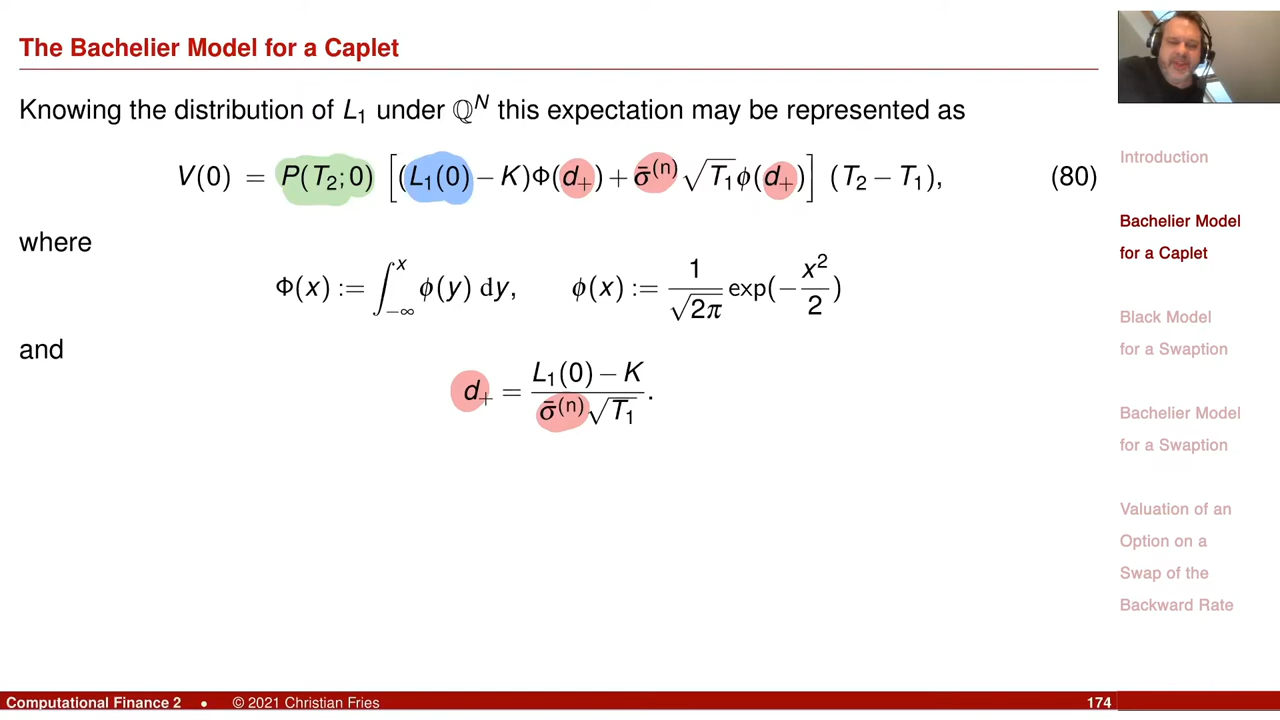 The Bachelier Model for a Caplet
Knowing the distribution of L₁ under ℚᴺ this expectation may be represented as
V(0) = P(T₂;0) [(L₁(0) − K)Φ(d₊) + σ̄⁽ⁿ⁾ √T₁ ϕ(d₊)] (T₂ − T₁), (80)
where
Φ(x) := ∫_{−∞}^{x} ϕ(y) dy, ϕ(x) := 1/√(2π) exp(−x²/2)
and
d₊ = (L₁(0) − K)/(σ̄⁽ⁿ⁾ √T₁).
Introduction
Bachelier Model
for a Caplet
Black Model
for a Swaption
Bachelier Model
for a Swaption
Valuation of an
Option on a
Swap of the
Backward Rate
Computational Finance 2 • © 2021 Christian Fries 174